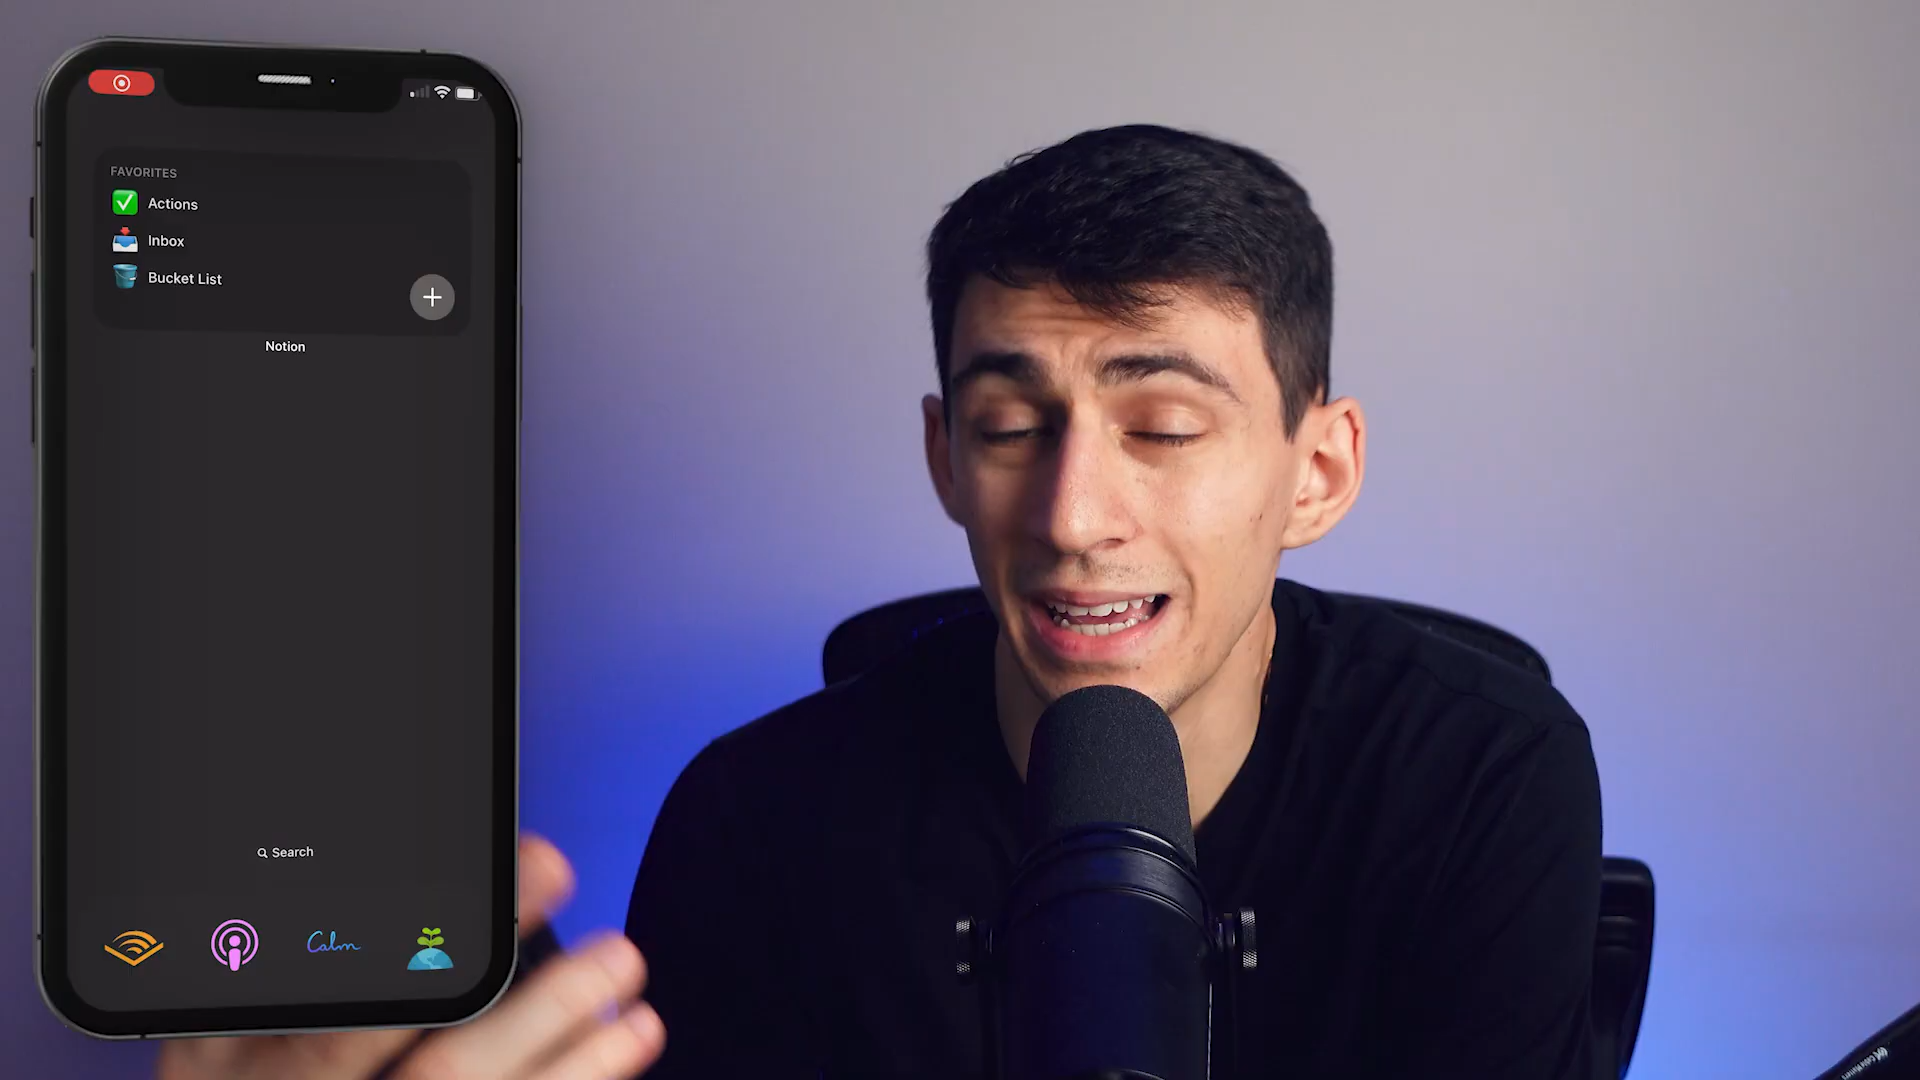 FAVORITES
Actions
Inbox
Bucket List
Notion
Search
Calm